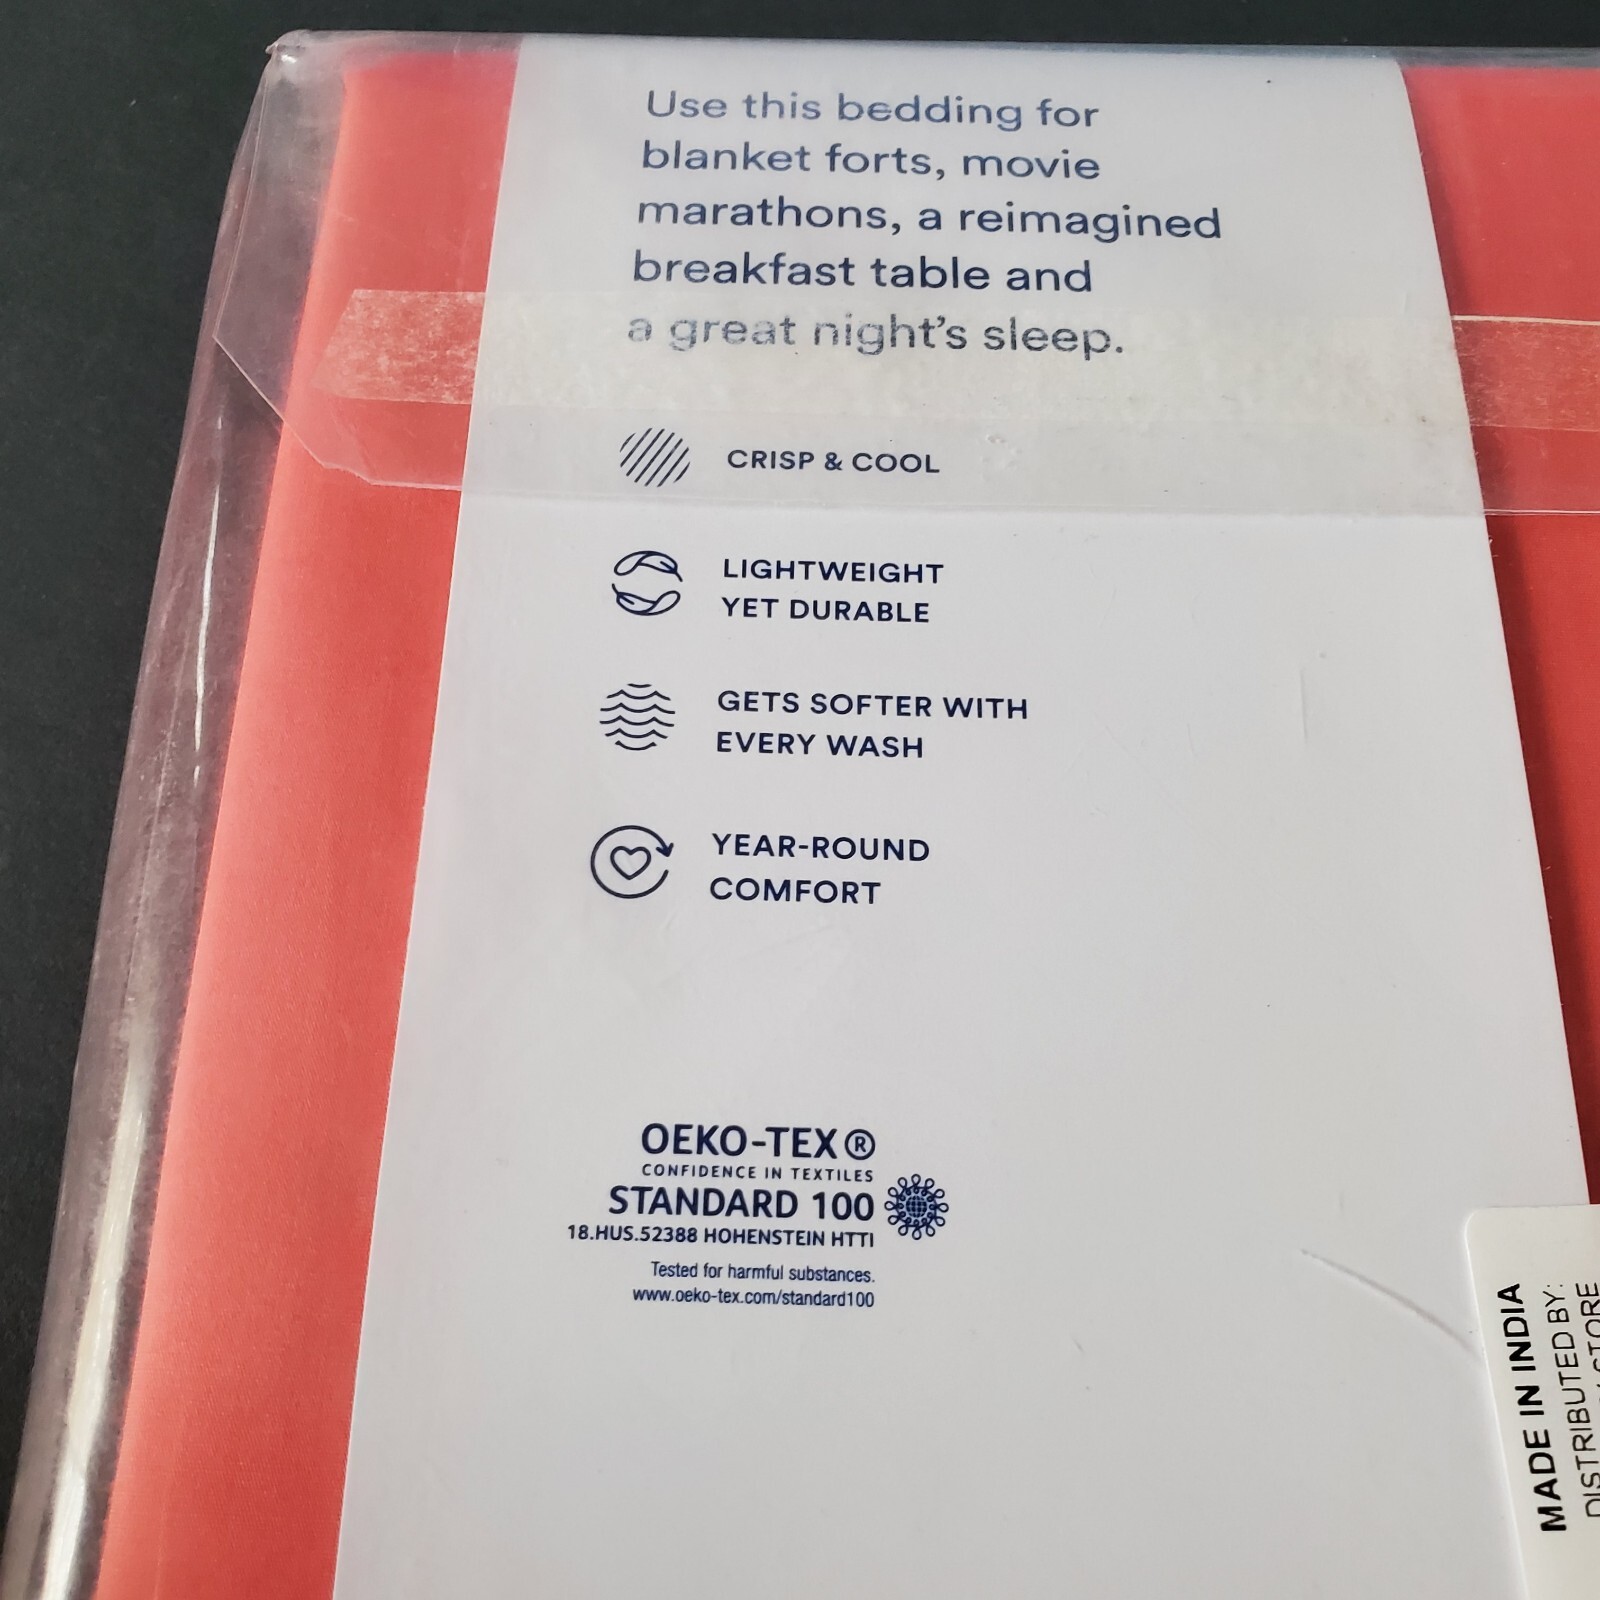 Use this bedding for
blanket forts, movie
marathons, a reimagined
breakfast table and
a great night's sleep.
CRISP & COOL
LIGHTWEIGHT
YET DURABLE
GETS SOFTER WITH
EVERY WASH
YEAR-ROUND
COMFORT
OEKO-TEX®
CONFIDENCE IN TEXTILES
STANDARD 100
18.HUS.52388 HOHENSTEIN HTTI
Tested for harmful substances.
www.oeko-tex.com/standard100
MADE IN INDIA
DISTRIBUTED BY:
STORE